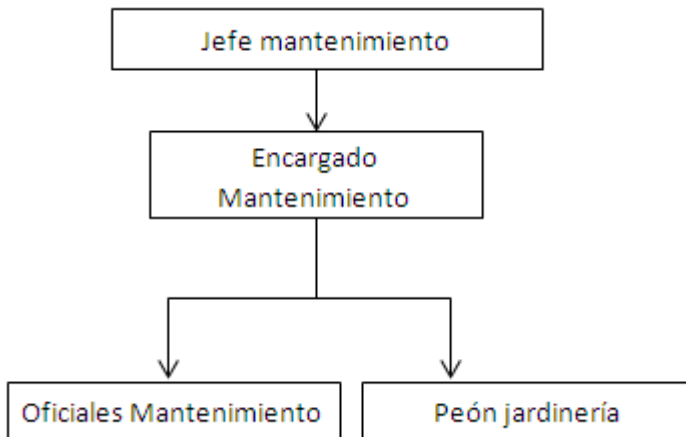 Jefe mantenimiento
Encargado
Mantenimiento
Oficiales Mantenimiento
Peón jardinería